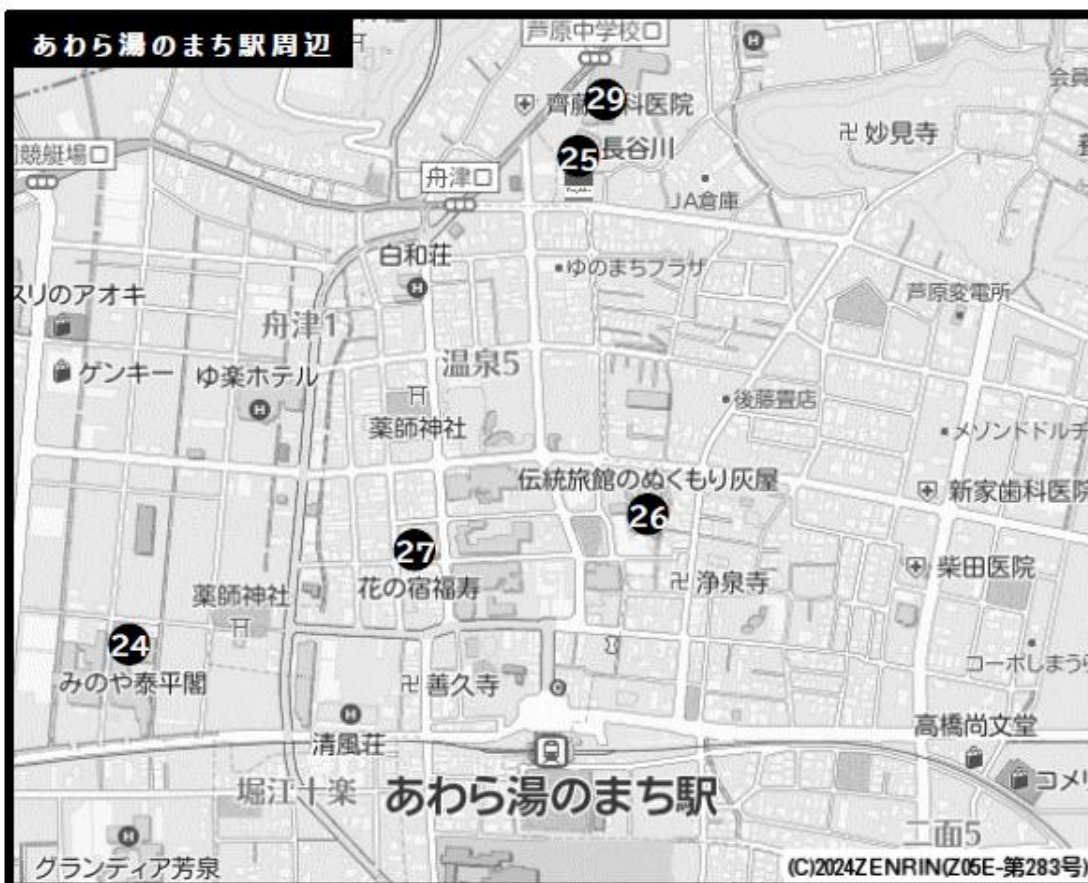 あわら湯のまち駅周辺
芦原中学校口
29
齊藤
科医院
25
長谷川
卍妙見寺
会員
競艇場口
舟津口
JA倉庫
白和荘
ゆのまちプラザ
スリのアオキ
舟津1
芦原変電所
温泉5
ゲンキー
ゆ楽ホテル
後藤畳店
薬師神社
メゾンドドルチ
伝統旅館のぬくもり灰屋
26
新家歯科医院
27
花の宿福寿
卍浄泉寺
柴田医院
薬師神社
24
みのや泰平閣
卍善久寺
コーポしまう
清風荘
高橋尚文堂
コメリ
堀江十楽
あわら湯のまち駅
二面5
グランディア芳泉
(C)2024ZENRIN(Z05E-第283号)